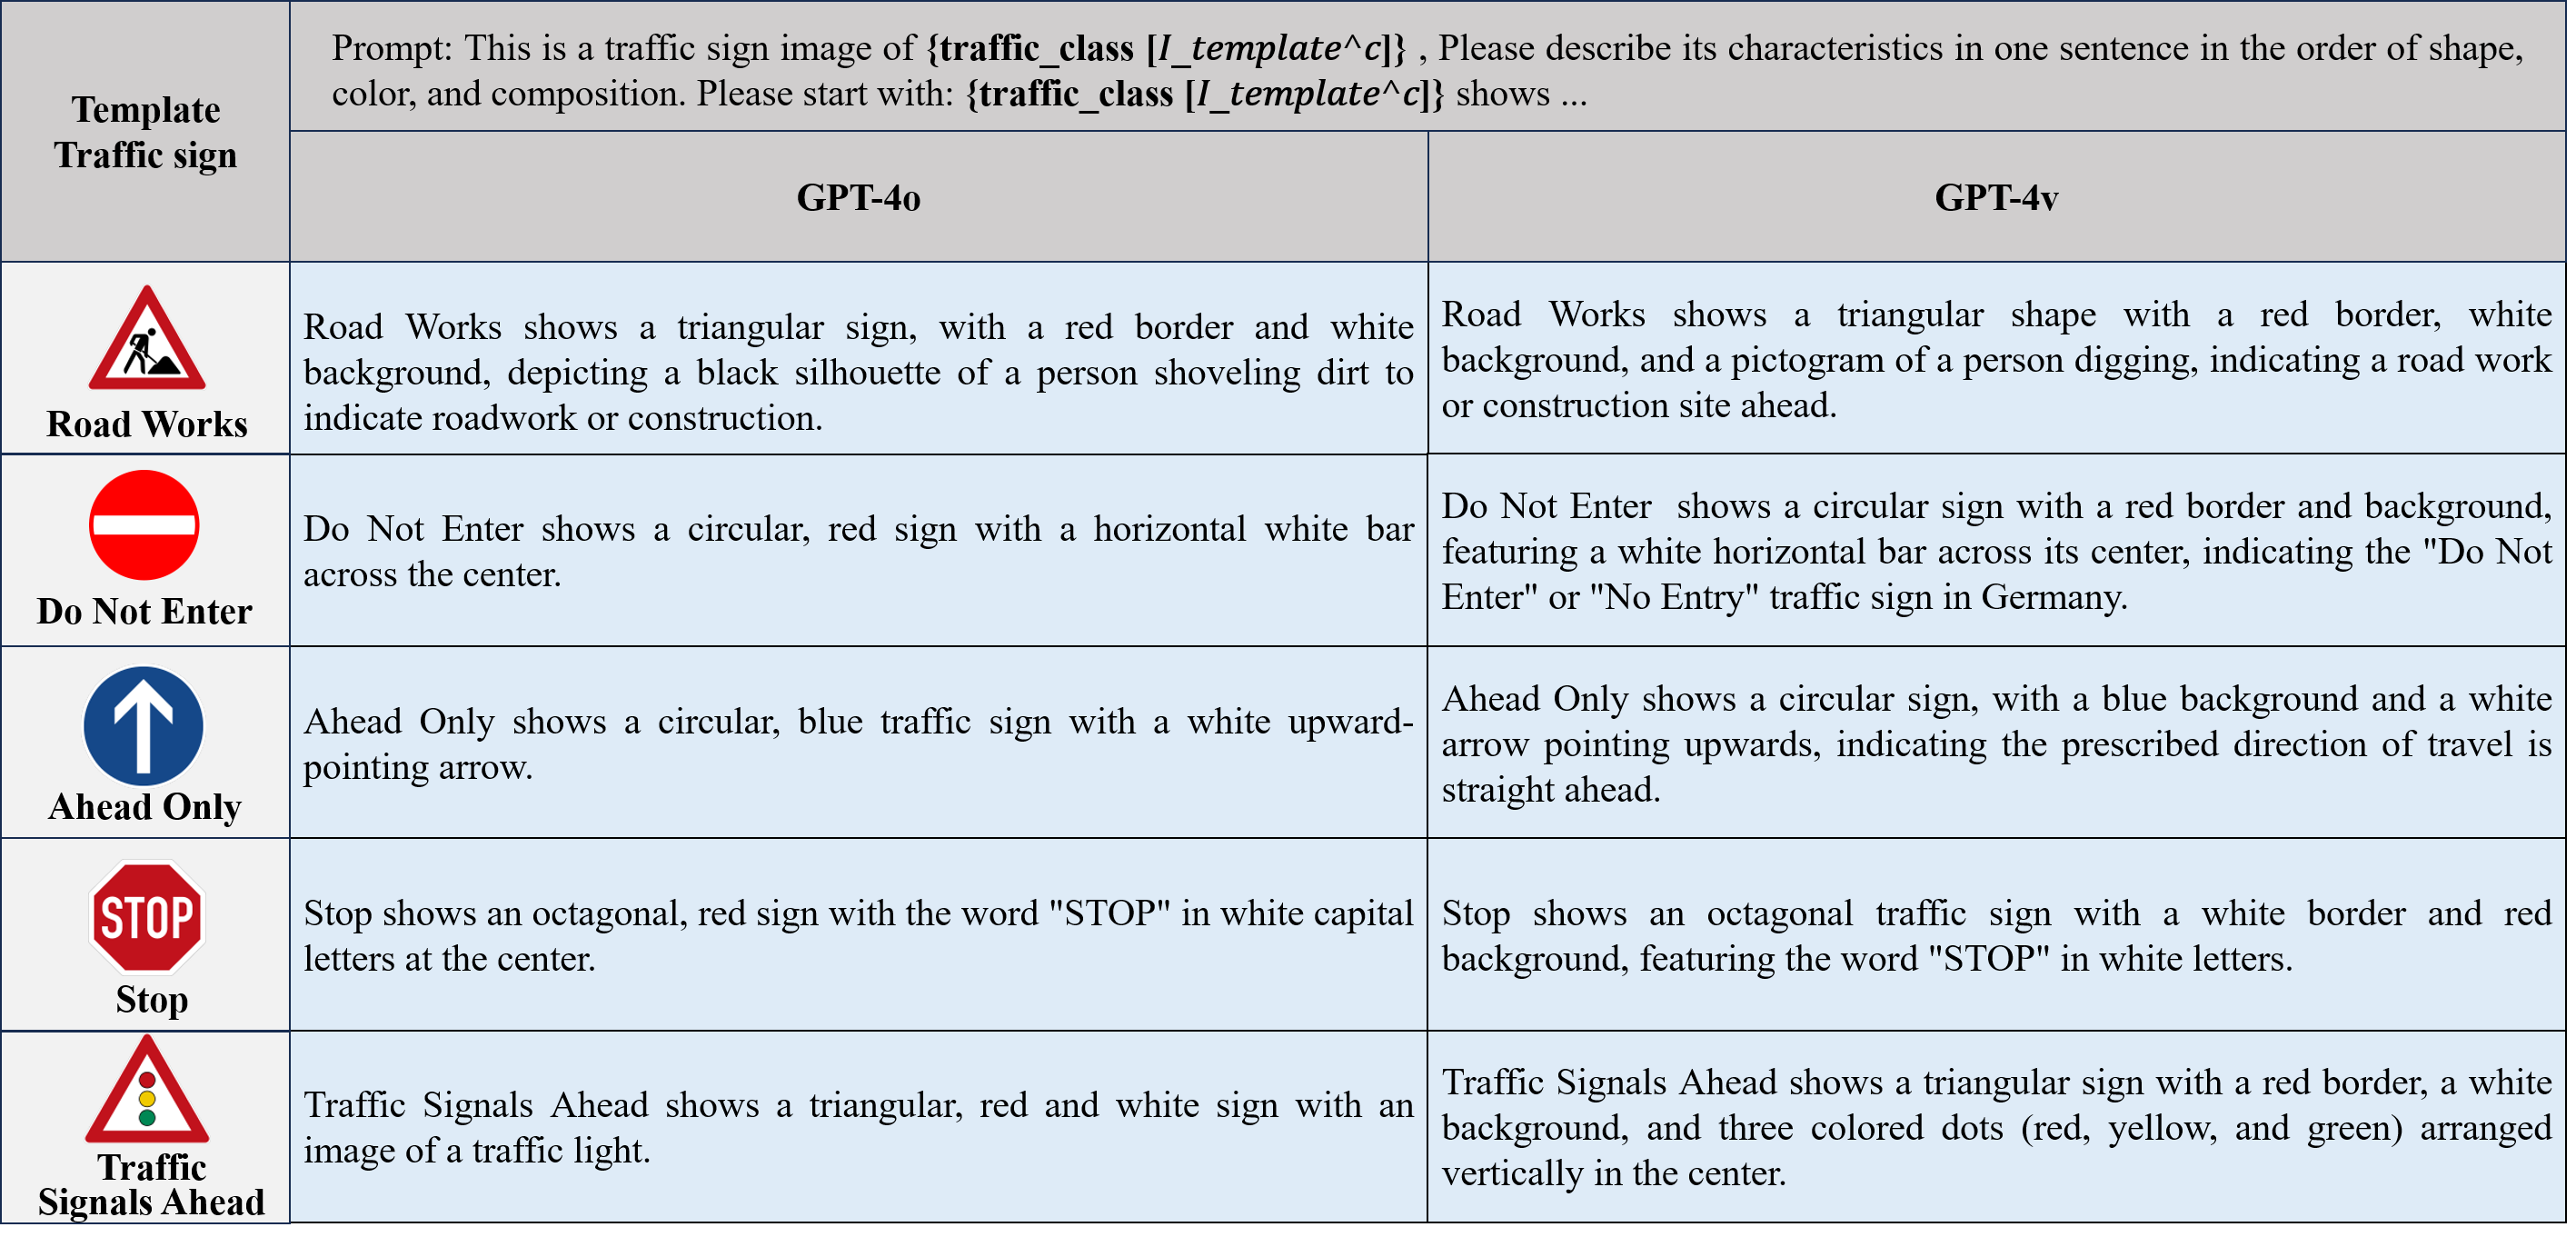 Template
Traffic sign
Prompt: This is a traffic sign image of {traffic_class [I_template^c]} , Please describe its characteristics in one sentence in the order of shape,
color, and composition. Please start with: {traffic_class [I_template^c]} shows ...
GPT-4o
GPT-4v
Road Works
Road Works shows a triangular sign, with a red border and white
background, depicting a black silhouette of a person shoveling dirt to
indicate roadwork or construction.
Road Works shows a triangular shape with a red border, white
background, and a pictogram of a person digging, indicating a road work
or construction site ahead.
Do Not Enter
Do Not Enter shows a circular, red sign with a horizontal white bar
across the center.
Do Not Enter  shows a circular sign with a red border and background,
featuring a white horizontal bar across its center, indicating the "Do Not
Enter" or "No Entry" traffic sign in Germany.
Ahead Only
Ahead Only shows a circular, blue traffic sign with a white upward-
pointing arrow.
Ahead Only shows a circular sign, with a blue background and a white
arrow pointing upwards, indicating the prescribed direction of travel is
straight ahead.
STOP
Stop
Stop shows an octagonal, red sign with the word "STOP" in white capital
letters at the center.
Stop shows an octagonal traffic sign with a white border and red
background, featuring the word "STOP" in white letters.
Traffic
Signals Ahead
Traffic Signals Ahead shows a triangular, red and white sign with an
image of a traffic light.
Traffic Signals Ahead shows a triangular sign with a red border, a white
background, and three colored dots (red, yellow, and green) arranged
vertically in the center.